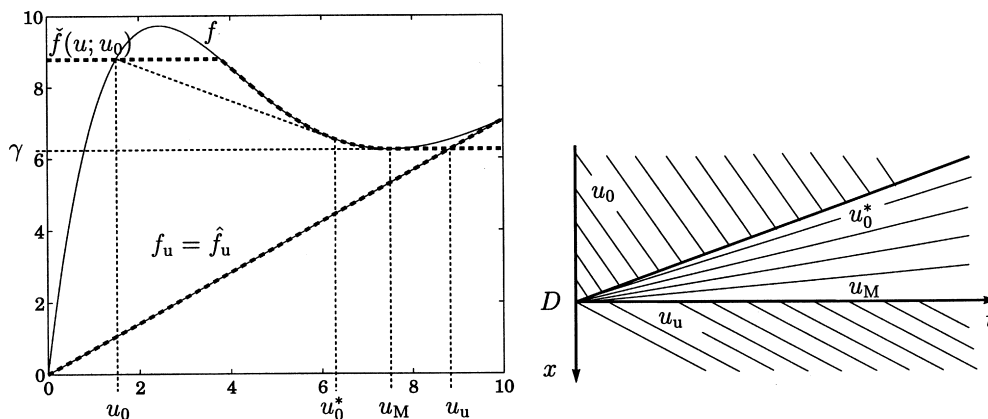 10
f̌(u; u₀)
f
8
γ
6
4
f_u = f̂_u
2
0
0 2 4 6 8 10
u₀ u₀* u_M u_u
u₀
u₀*
D
u_M
u_u
x